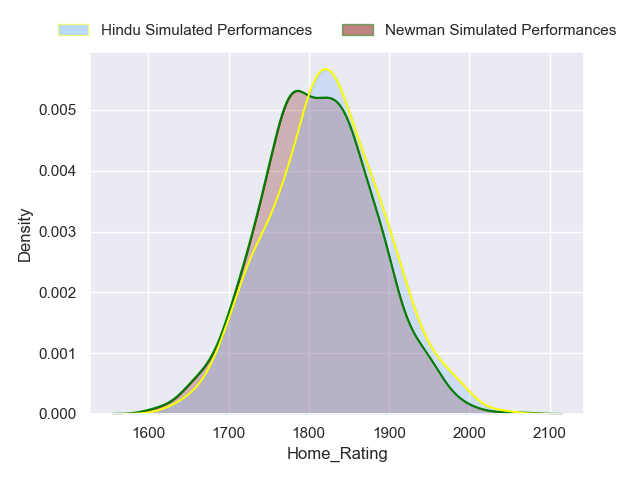 Hindu Simulated Performances Newman Simulated Performances
0.005
0.004
0.003
0.002
0.001
0.000
Density
1600 1700 1800 1900 2000 2100
Home_Rating